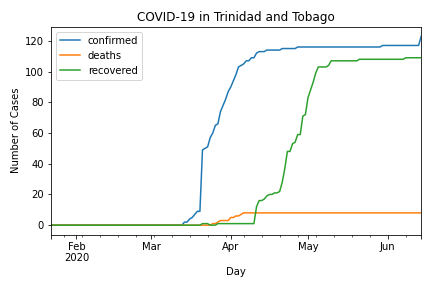 COVID-19 in Trinidad and Tobago
confirmed
deaths
recovered
Number of Cases
120
100
80
60
40
20
0
Feb Mar Apr May Jun
2020
Day